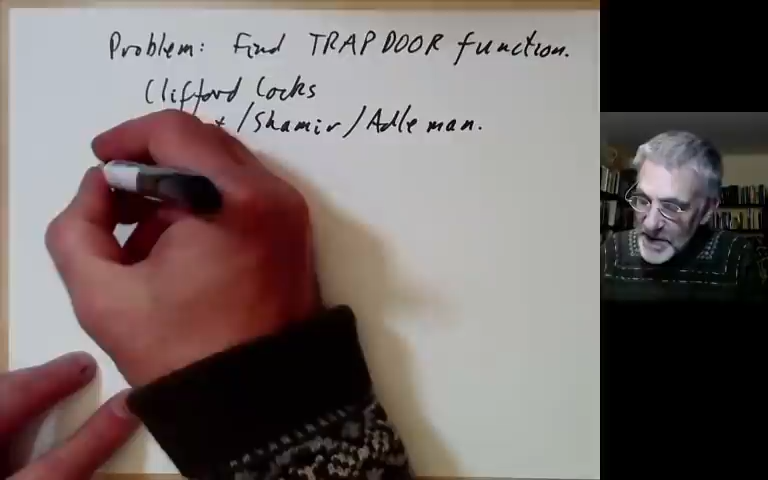 Problem: Find TRAPDOOR function.
Clifford Cocks
/Shamir/Adleman.